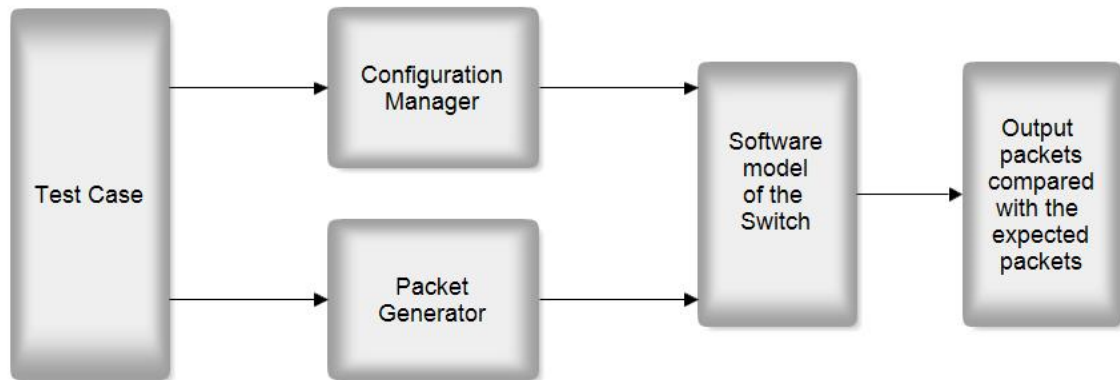 Test Case
Configuration
Manager
Packet
Generator
Software
model
of the
Switch
Output
packets
compared
with the
expected
packets